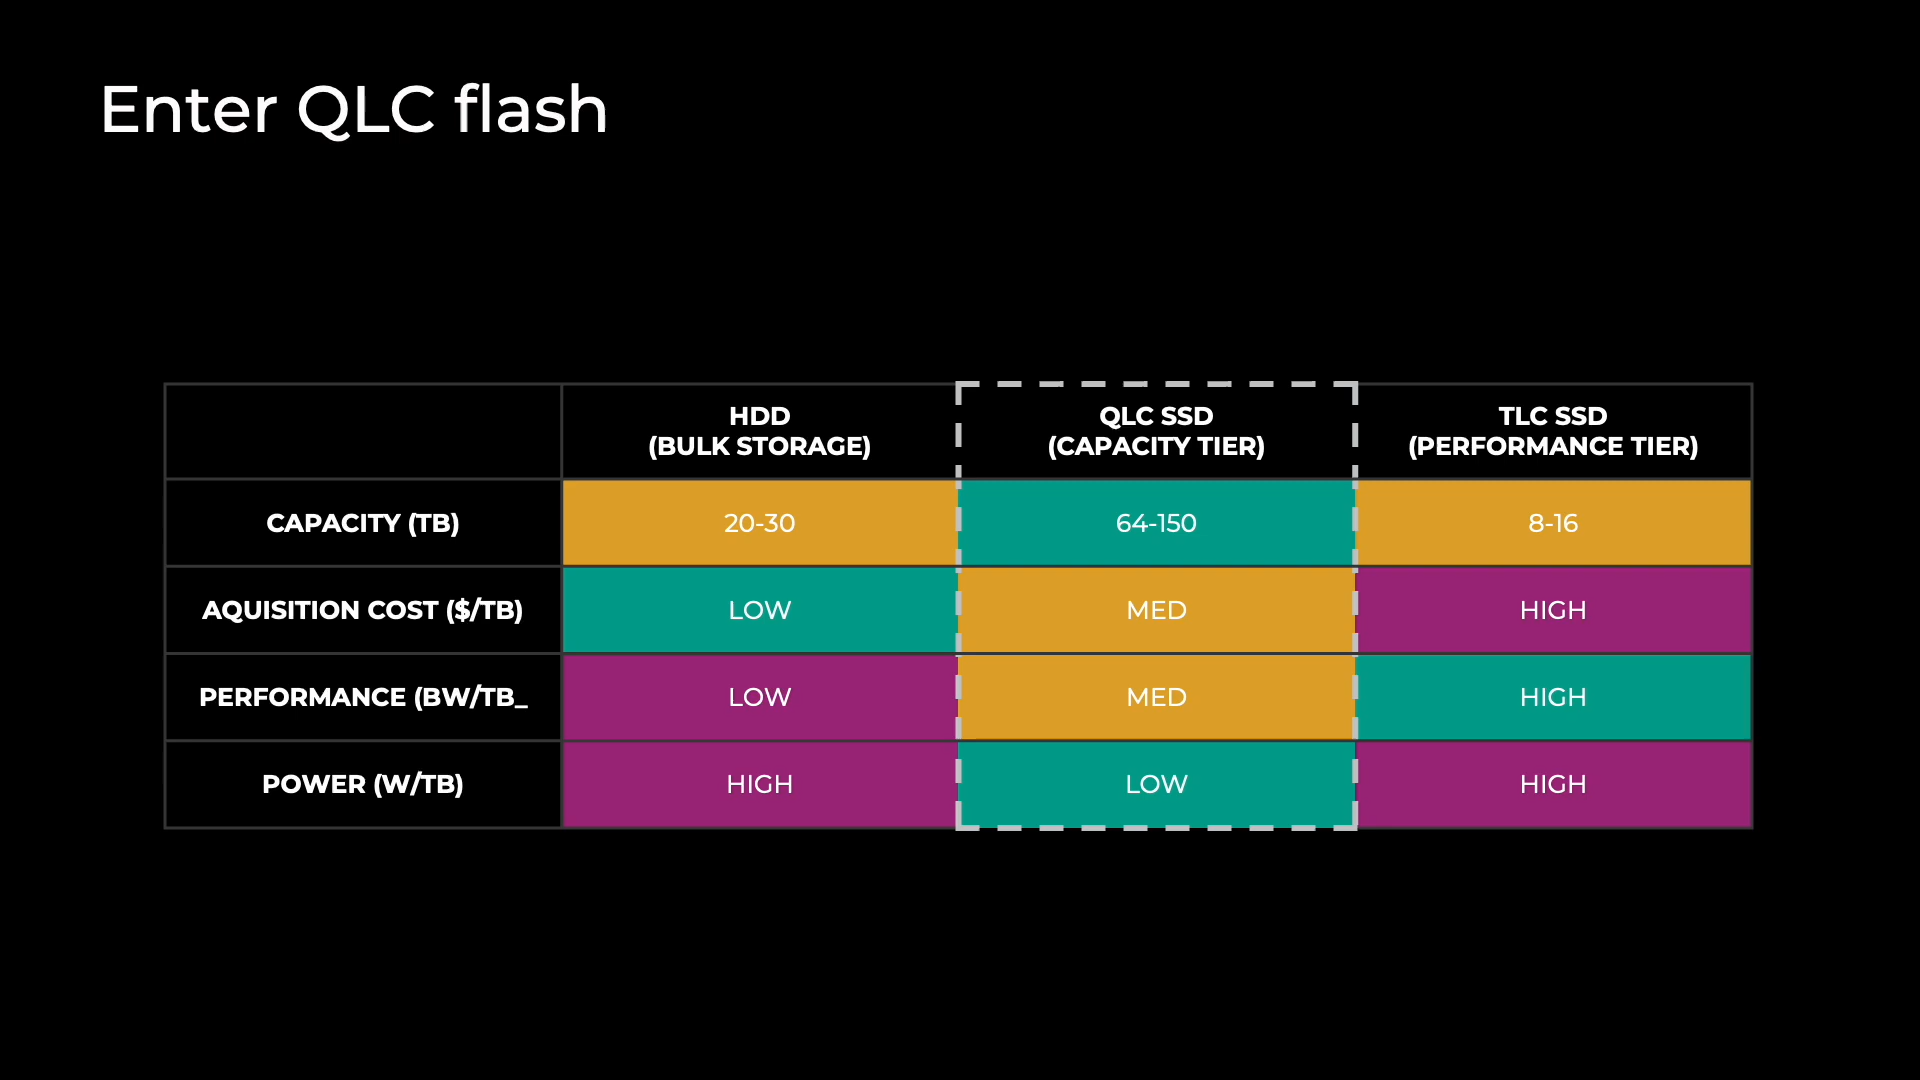 Enter QLC flash
HDD
(BULK STORAGE)
QLC SSD
(CAPACITY TIER)
TLC SSD
(PERFORMANCE TIER)
CAPACITY (TB)
20-30
64-150
8-16
AQUISITION COST ($/TB)
LOW
MED
HIGH
PERFORMANCE (BW/TB_
LOW
MED
HIGH
POWER (W/TB)
HIGH
LOW
HIGH